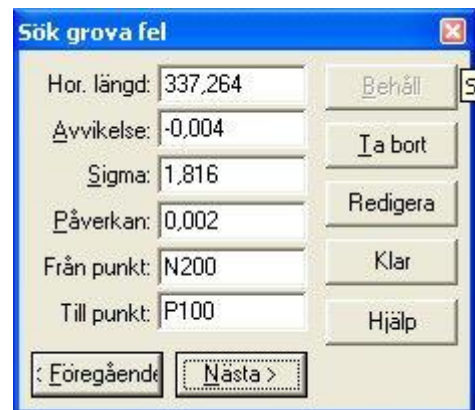 Sök grova fel
Hor. längd: 337,264
Avvikelse: -0,004
Sigma: 1,816
Påverkan: 0,002
Från punkt: N200
Till punkt: P100
Behåll
Ta bort
Redigera
Klar
Hjälp
< Föregående
Nästa >